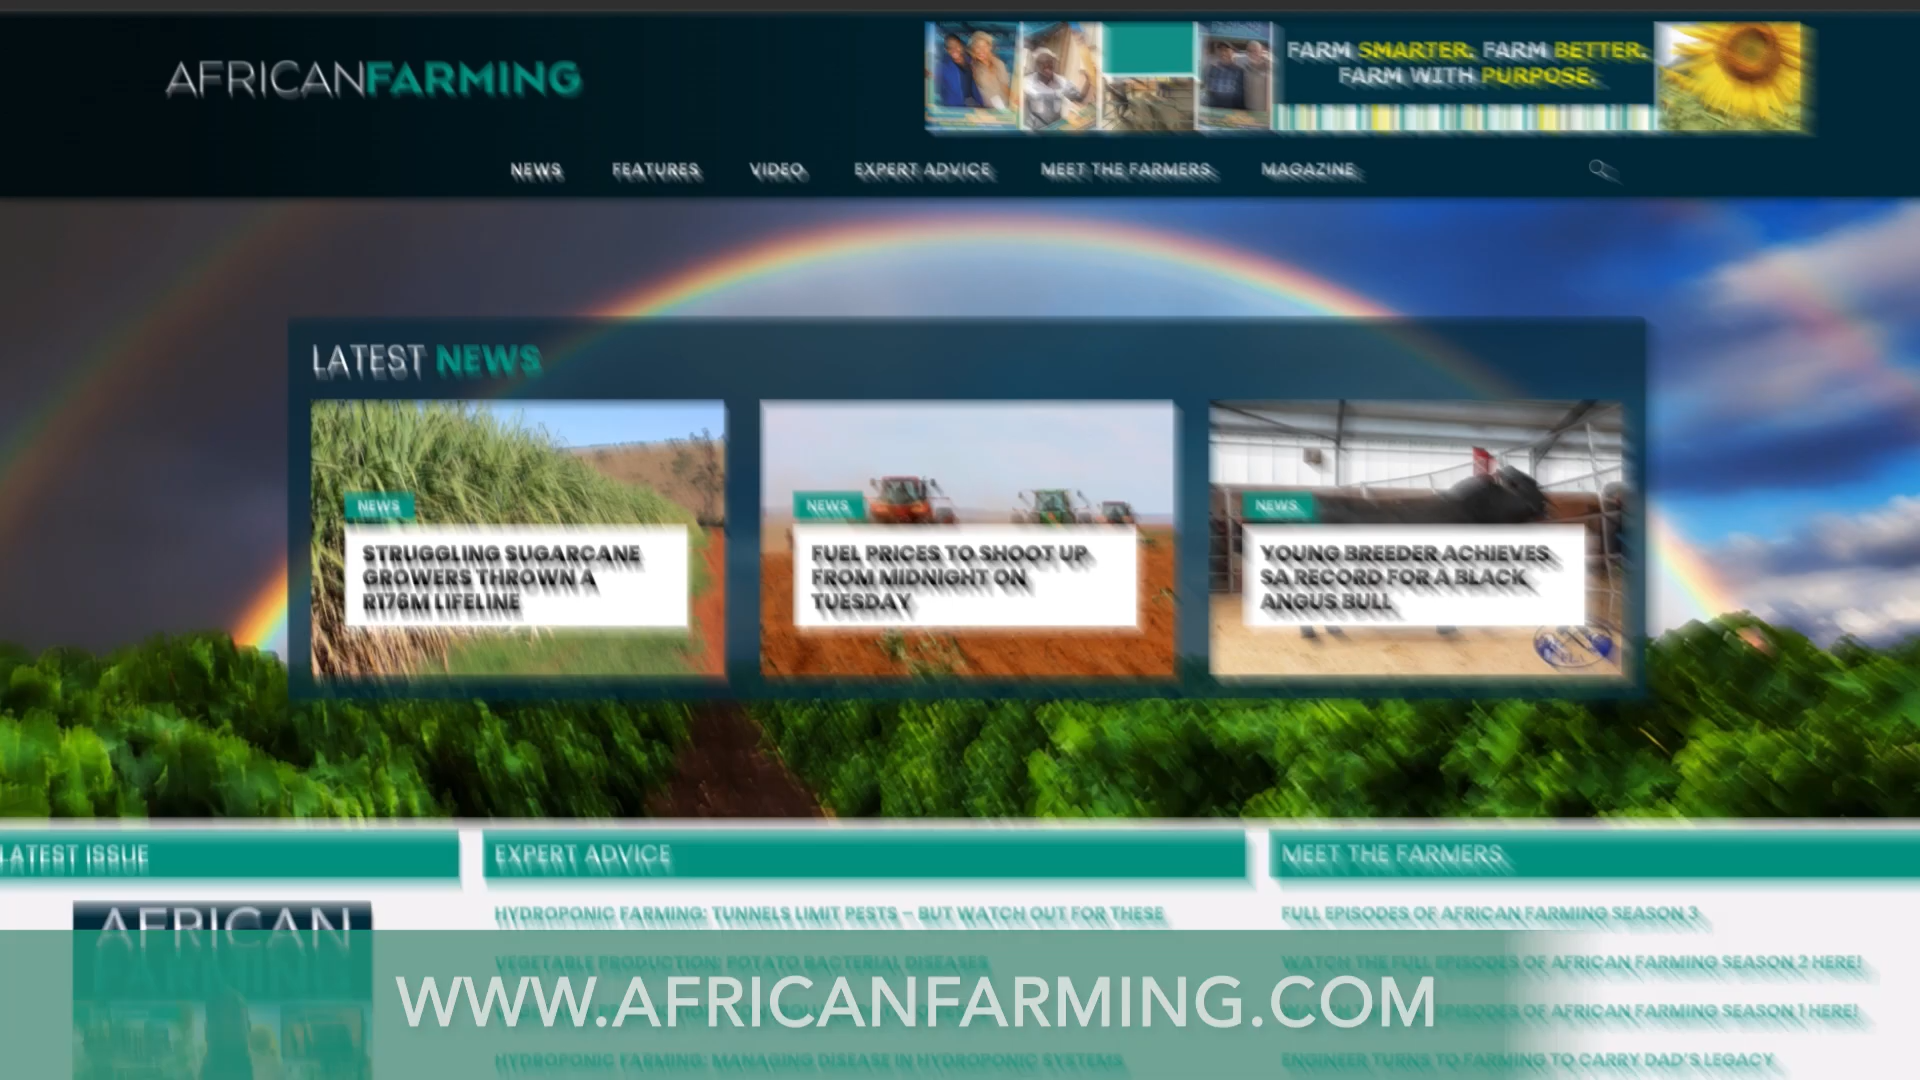 AFRICANFARMING
FARM SMARTER. FARM BETTER.
FARM WITH PURPOSE.
NEWS FEATURES VIDEO EXPERT ADVICE MEET THE FARMERS MAGAZINE
LATEST NEWS
NEWS
STRUGGLING SUGARCANE
GROWERS THROWN A
R176M LIFELINE
NEWS
FUEL PRICES TO SHOOT UP
FROM MIDNIGHT ON
TUESDAY
NEWS
YOUNG BREEDER ACHIEVES
SA RECORD FOR A BLACK
ANGUS BULL
LATEST ISSUE
AFRICAN
FARMING
EXPERT ADVICE
HYDROPONIC FARMING: TUNNELS LIMIT PESTS – BUT WATCH OUT FOR THESE
VEGETABLE PRODUCTION: POTATO BACTERIAL DISEASES
HYDROPONIC FARMING: MANAGING DISEASE IN HYDROPONIC SYSTEMS
MEET THE FARMERS
FULL EPISODES OF AFRICAN FARMING SEASON 3
WATCH THE FULL EPISODES OF AFRICAN FARMING SEASON 2 HERE!
EPISODES OF AFRICAN FARMING SEASON 1 HERE!
ENGINEER TURNS TO FARMING TO CARRY DAD'S LEGACY
WWW.AFRICANFARMING.COM